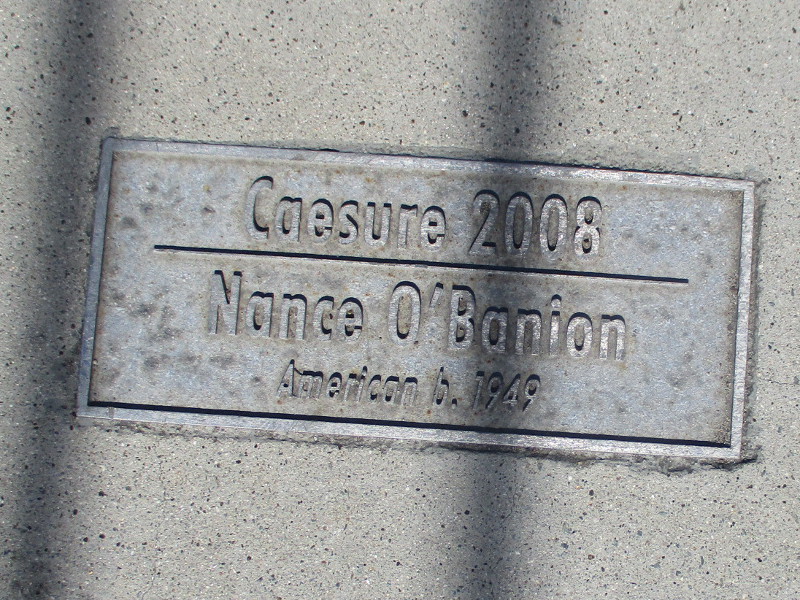 Caesure 2008
Nance O'Banion
American b. 1949